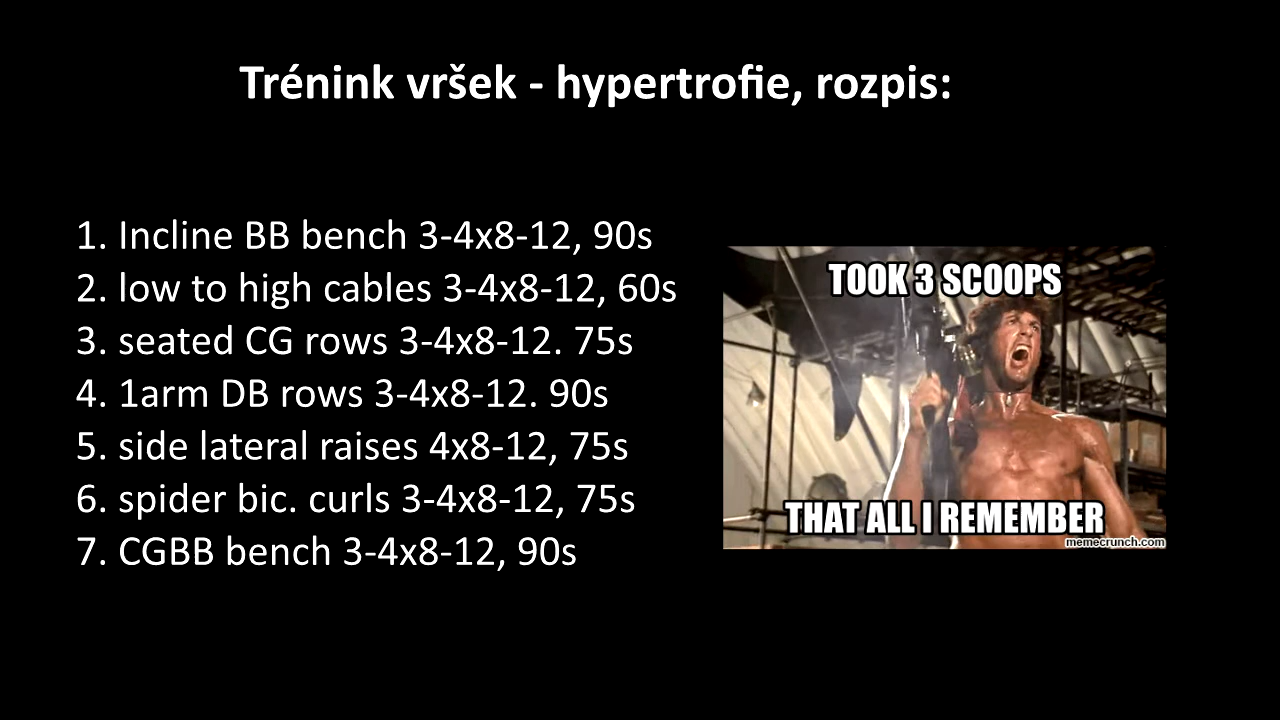 Trénink vršek - hypertrofie, rozpis:
1. Incline BB bench 3-4x8-12, 90s
2. low to high cables 3-4x8-12, 60s
3. seated CG rows 3-4x8-12. 75s
4. 1arm DB rows 3-4x8-12. 90s
5. side lateral raises 4x8-12, 75s
6. spider bic. curls 3-4x8-12, 75s
7. CGBB bench 3-4x8-12, 90s
TOOK 3 SCOOPS
THAT ALL I REMEMBER
memecrunch.com